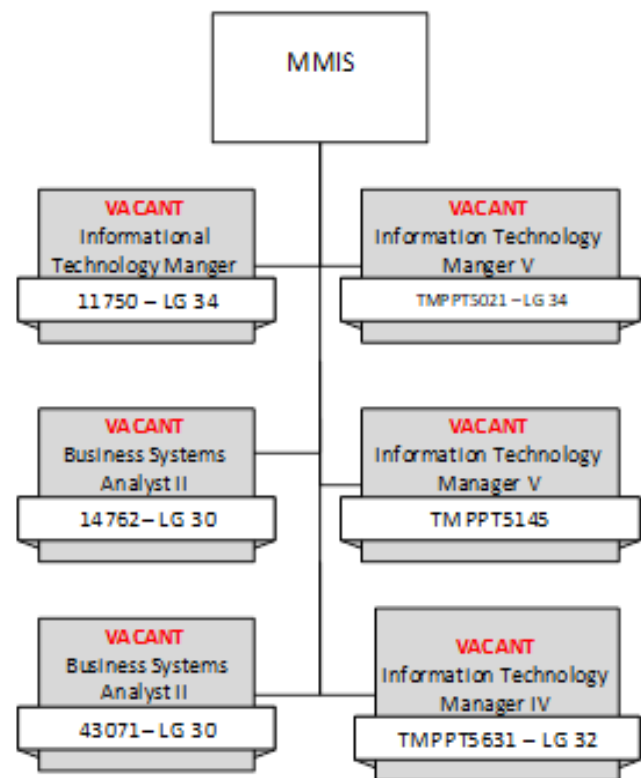 MMIS
VACANT
Informational
Technology Manger
11750 – LG 34
VACANT
Information Technology
Manger V
TMPPT5021 –LG 34
VACANT
Business Systems
Analyst II
14762– LG 30
VACANT
Information Technology
Manager V
TMPPT5145
VACANT
Business Systems
Analyst II
43071– LG 30
VACANT
Information Technology
Manager IV
TMPPT5631 – LG 32